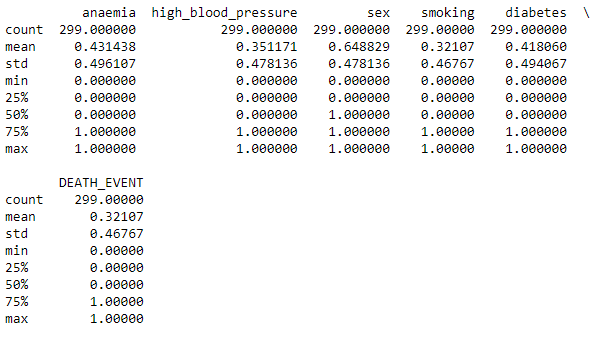 anaemia  high_blood_pressure         sex    smoking    diabetes  \
count  299.000000           299.000000  299.000000  299.00000  299.000000
mean     0.431438             0.351171    0.648829    0.32107    0.418060
std      0.496107             0.478136    0.478136    0.46767    0.494067
min      0.000000             0.000000    0.000000    0.00000    0.000000
25%      0.000000             0.000000    0.000000    0.00000    0.000000
50%      0.000000             0.000000    1.000000    0.00000    0.000000
75%      1.000000             1.000000    1.000000    1.00000    1.000000
max      1.000000             1.000000    1.000000    1.00000    1.000000

       DEATH_EVENT
count    299.00000
mean       0.32107
std        0.46767
min        0.00000
25%        0.00000
50%        0.00000
75%        1.00000
max        1.00000